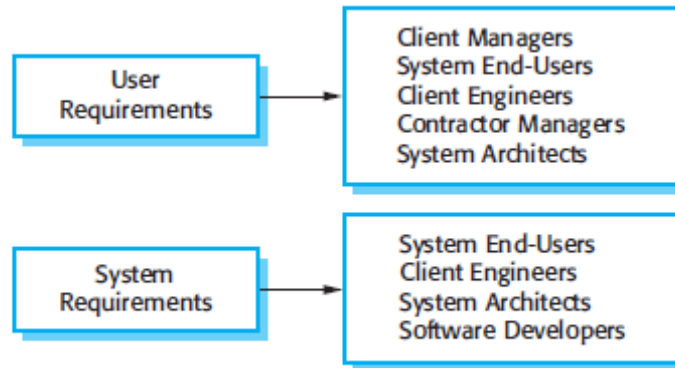 User
Requirements
Client Managers
System End-Users
Client Engineers
Contractor Managers
System Architects
System
Requirements
System End-Users
Client Engineers
System Architects
Software Developers